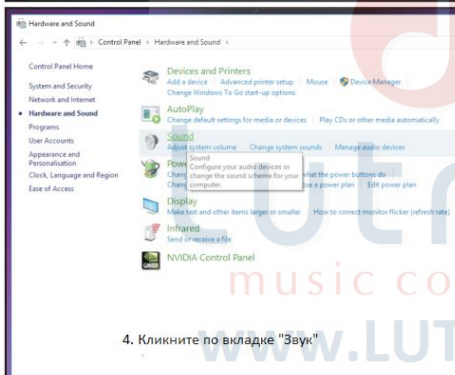 Hardware and Sound
Control Panel > Hardware and Sound >
Control Panel Home
System and Security
Network and Internet
Hardware and Sound
Programs
User Accounts
Appearance and
Personalisation
Clock, Language and Region
Ease of Access
Devices and Printers
Add a device Advanced printer setup Mouse Device Manager
Change Windows To Go start-up options
AutoPlay
Change default settings for media or devices Play CDs or other media automatically
Sound
Adjust system volume Change system sounds Manage audio devices
Sound
Configure your audio devices or
change the sound scheme for your
computer.
what the power buttons do
a power plan Edit power plan
Display
Make text and other items larger or smaller How to correct monitor flicker (refresh rate)
Infrared
Send or receive a file
NVIDIA Control Panel
music co
4. Кликните по вкладке "Звук"
WWW.LUT